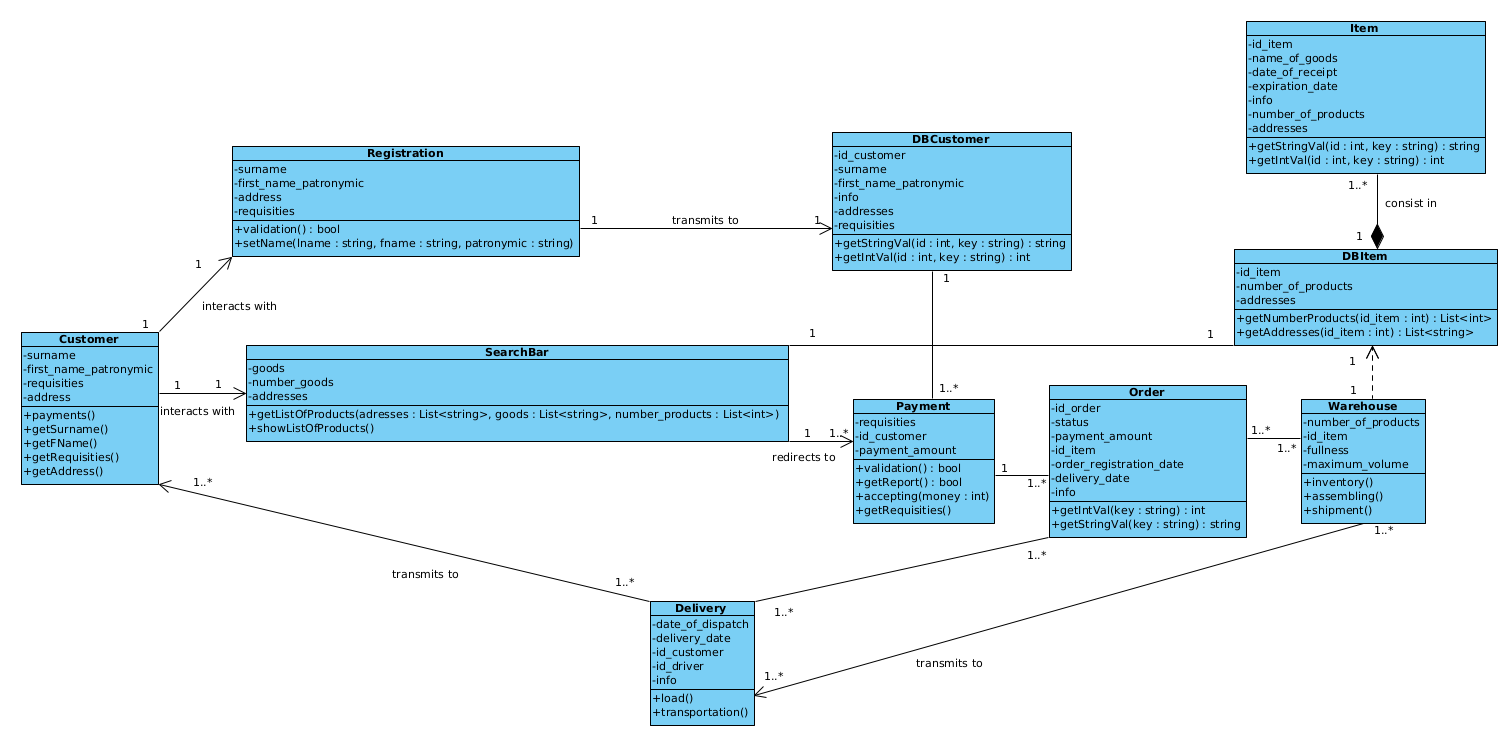 Item
-id_item
-name_of_goods
-date_of_receipt
-expiration_date
-info
-number_of_products
-addresses
+getStringVal(id : int, key : string) : string
+getIntVal(id : int, key : string) : int
1..*
consist in
1
DBCustomer
-id_customer
-surname
-first_name_patronymic
-info
-addresses
-requisities
+getStringVal(id : int, key : string) : string
+getIntVal(id : int, key : string) : int
Registration
-surname
-first_name_patronymic
-address
-requisities
+validation() : bool
+setName(lname : string, fname : string, patronymic : string)
1
transmits to
1
1
interacts with
1
DBItem
-id_item
-number_of_products
-addresses
+getNumberProducts(id_item : int) : List<int>
+getAddresses(id_item : int) : List<string>
1
1
1
Customer
-surname
-first_name_patronymic
-requisities
-address
+payments()
+getSurname()
+getFName()
+getRequisities()
+getAddress()
1
1
interacts with
SearchBar
-goods
-number_goods
-addresses
+getListOfProducts(adresses : List<string>, goods : List<string>, number_products : List<int>)
+showListOfProducts()
1
1..*
redirects to
1..*
Payment
-requisities
-id_customer
-payment_amount
+validation() : bool
+getReport() : bool
+accepting(money : int)
+getRequisities()
1
1..*
Order
-id_order
-status
-payment_amount
-id_item
-order_registration_date
-delivery_date
-info
+getIntVal(key : string) : int
+getStringVal(key : string) : string
1..*
1..*
1
1
Warehouse
-number_of_products
-id_item
-fullness
-maximum_volume
+inventory()
+assembling()
+shipment()
1..*
1..*
1..*
transmits to
1..*
1..*
Delivery
-date_of_dispatch
-delivery_date
-id_customer
-id_driver
-info
+load()
+transportation()
1..*
transmits to